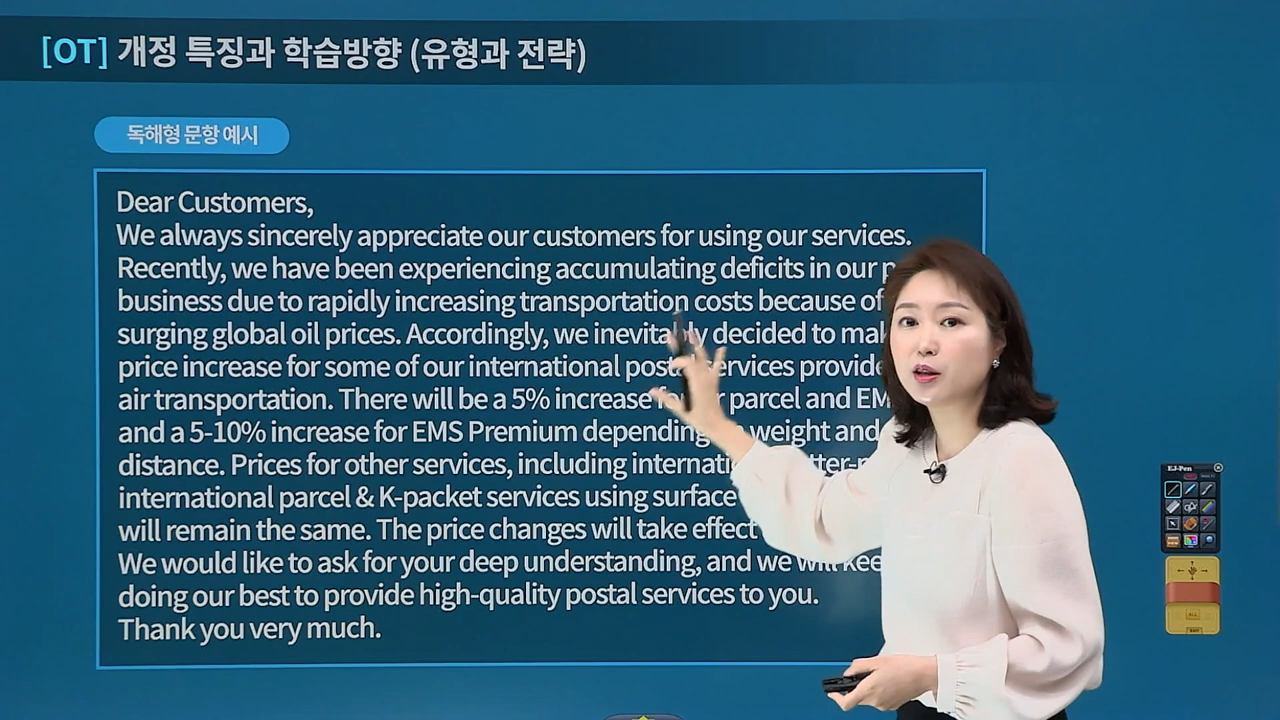 [OT] 개정 특징과 학습방향 (유형과 전략)
독해형 문항 예시
Dear Customers,
We always sincerely appreciate our customers for using our services.
Recently, we have been experiencing accumulating deficits in our
business due to rapidly increasing transportation costs because of
surging global oil prices. Accordingly, we inevitably decided to
price increase for some of our international postal services
air transportation. There will be a 5% increase parcel and
and a 5-10% increase for EMS Premium depending weight and
distance. Prices for other services, including
international parcel & K-packet services using surface
will remain the same. The price changes will take effect
We would like to ask for your deep understanding, and we will
doing our best to provide high-quality postal services to you.
Thank you very much.
EJ-Pen
ALL